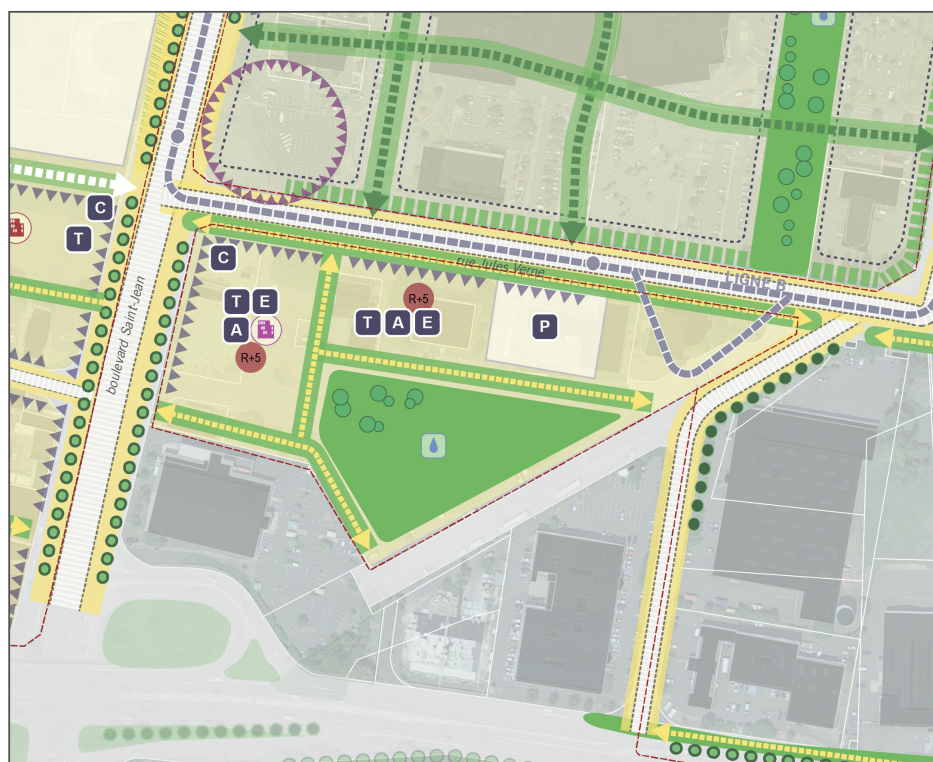 C
T
C
T E
A
R+5
R+5
T A E
P
rue Jules Verne
LIGNE B
boulevard Saint-Jean